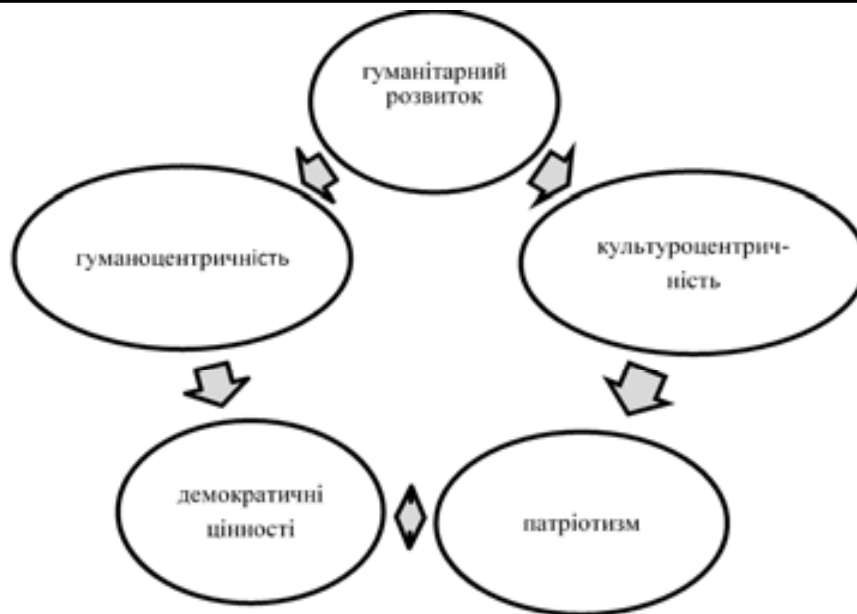 гуманітарний
розвиток
гуманоцентричність
культуроцентрич-
ність
демократичні
цінності
патріотизм